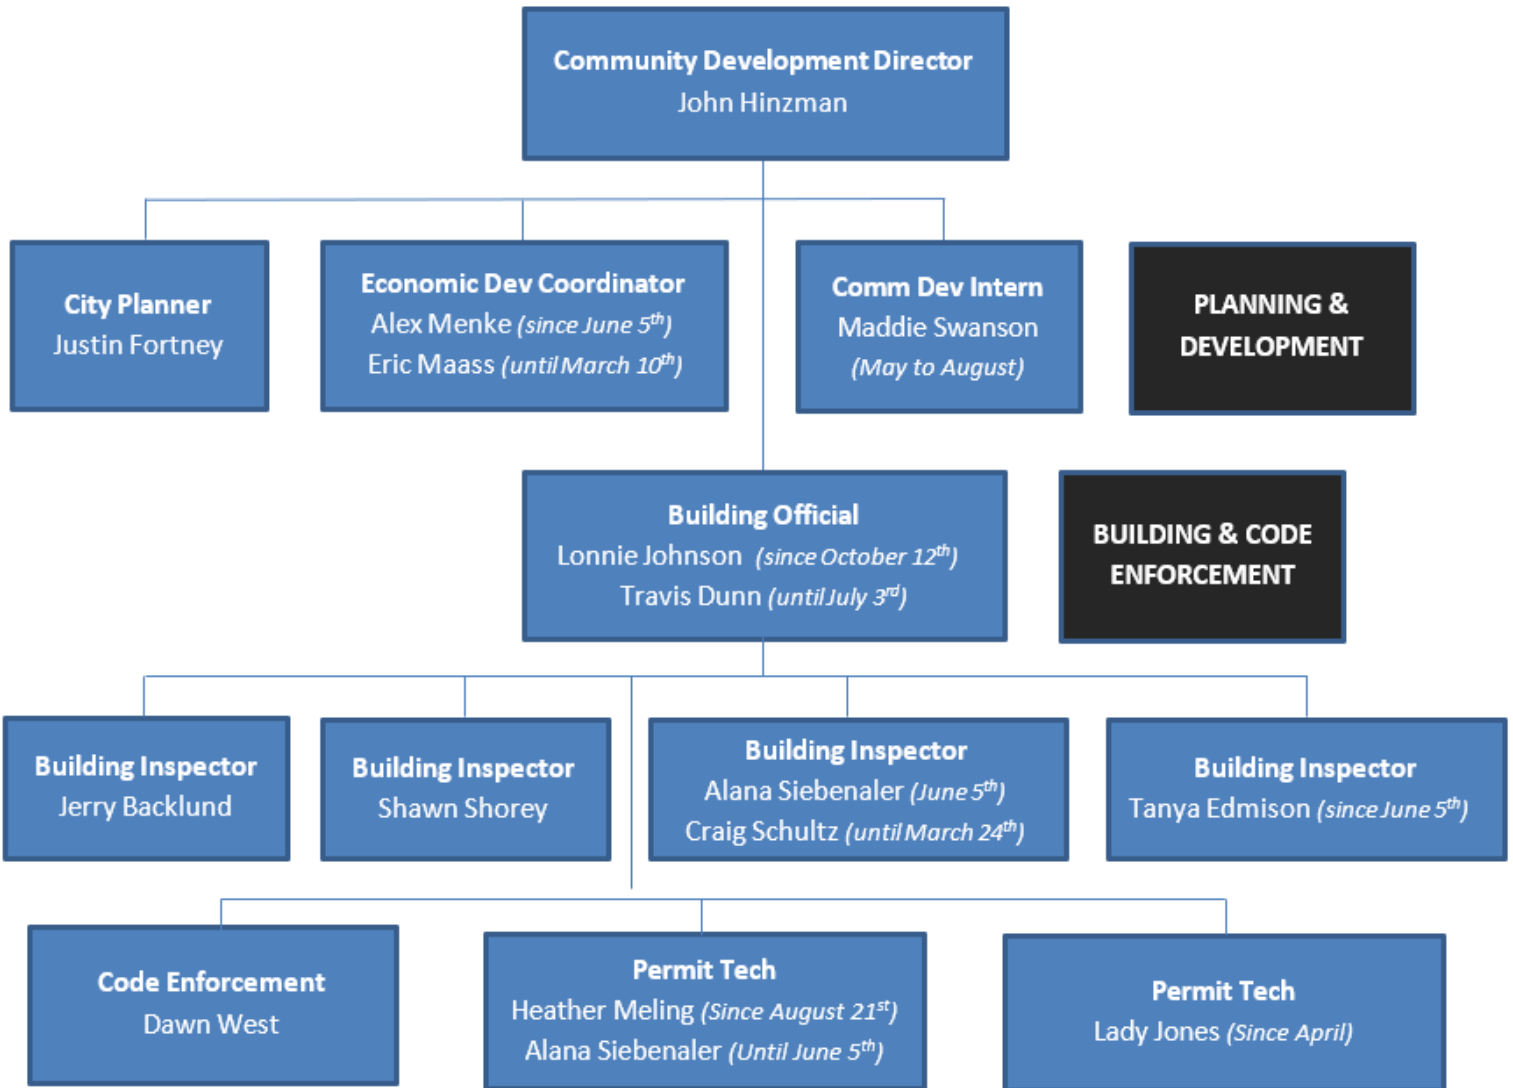 Community Development Director
John Hinzman
City Planner
Justin Fortney
Economic Dev Coordinator
Alex Menke (since June 5th)
Eric Maass (until March 10th)
Comm Dev Intern
Maddie Swanson
(May to August)
PLANNING &
DEVELOPMENT
Building Official
Lonnie Johnson (since October 12th)
Travis Dunn (until July 3rd)
BUILDING & CODE
ENFORCEMENT
Building Inspector
Jerry Backlund
Building Inspector
Shawn Shorey
Building Inspector
Alana Siebenaler (June 5th)
Craig Schultz (until March 24th)
Building Inspector
Tanya Edmison (since June 5th)
Code Enforcement
Dawn West
Permit Tech
Heather Meling (Since August 21st)
Alana Siebenaler (Until June 5th)
Permit Tech
Lady Jones (Since April)